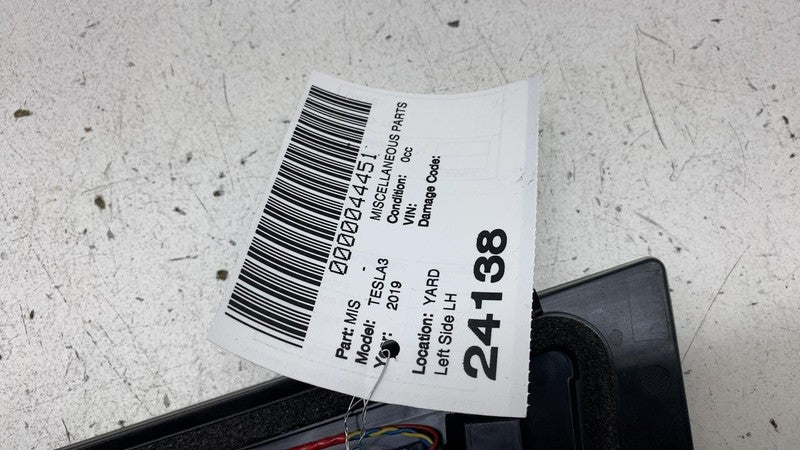 0000044451
Part: MIS - MISCELLANEOUS PARTS
Model: TESLA3 Condition: 0cc
Year: 2019 VIN:
Damage Code:
Location: YARD
Left Side LH
24138